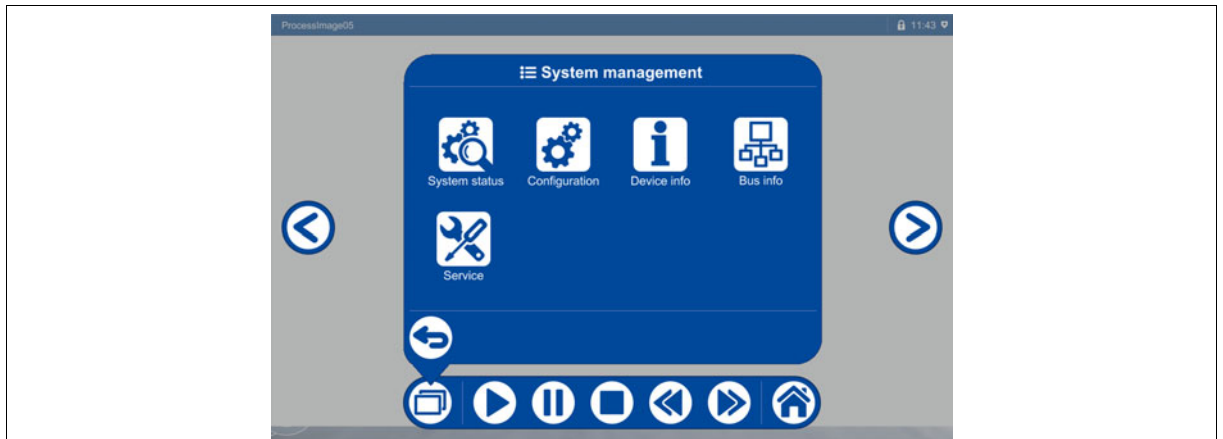 ProcessImage05
11:43
System management
System status
Configuration
Device info
Bus info
Service